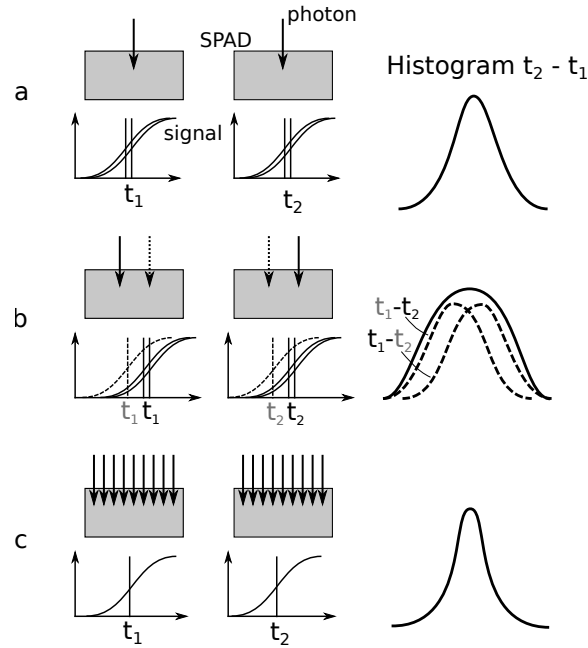 photon
SPAD
Histogram t₂ - t₁
a
signal
t₁
t₂
b
t₁-t₂
t₁-t₂
t₁ t₁
t₂ t₂
c
t₁
t₂